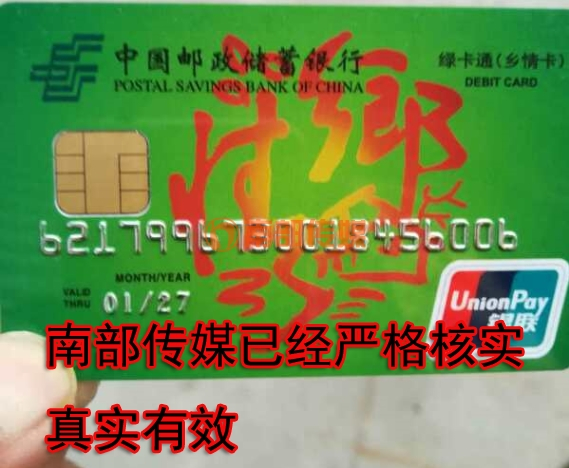 中国邮政储蓄银行
POSTAL SAVINGS BANK OF CHINA
绿卡通(乡情卡)
DEBIT CARD
6217996730018456006
MONTH/YEAR
VALID THRU 01/27
UnionPay
银联
南部传媒已经严格核实
真实有效